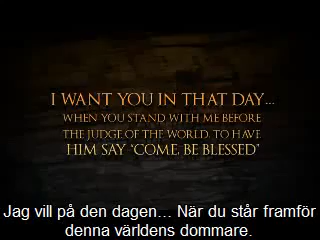 I WANT YOU IN THAT DAY...
WHEN YOU STAND WITH ME BEFORE
THE JUDGE OF THE WORLD, TO HAVE
HIM SAY "COME, BE BLESSED"
Jag vill på den dagen... När du står framför
denna världens dommare.